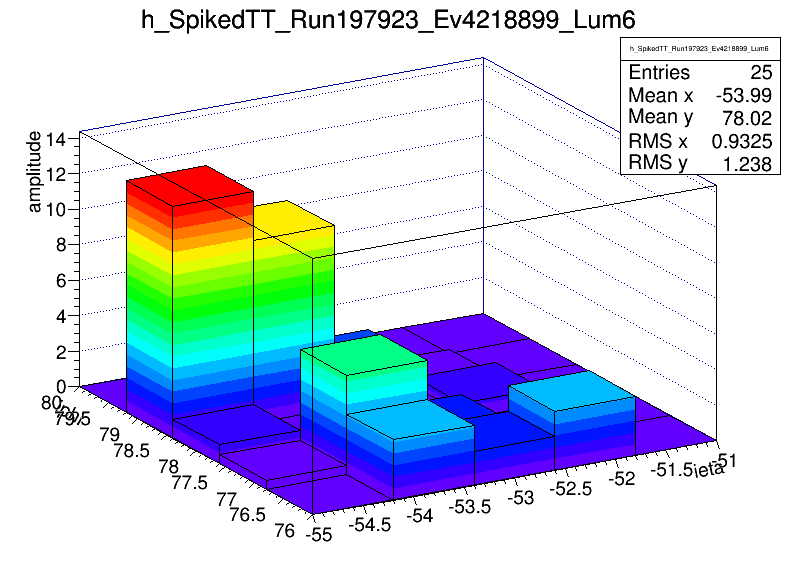 h_SpikedTT_Run197923_Ev4218899_Lum6
h_SpikedTT_Run197923_Ev4218899_Lum6
Entries 25
Mean x -53.99
Mean y 78.02
RMS x 0.9325
RMS y 1.238
amplitude
14
12
10
8
6
4
2
0
80
79.5
79
78.5
78
77.5
77
76.5
76
-55
-54.5
-54
-53.5
-53
-52.5
-52
-51.5
-51
ieta